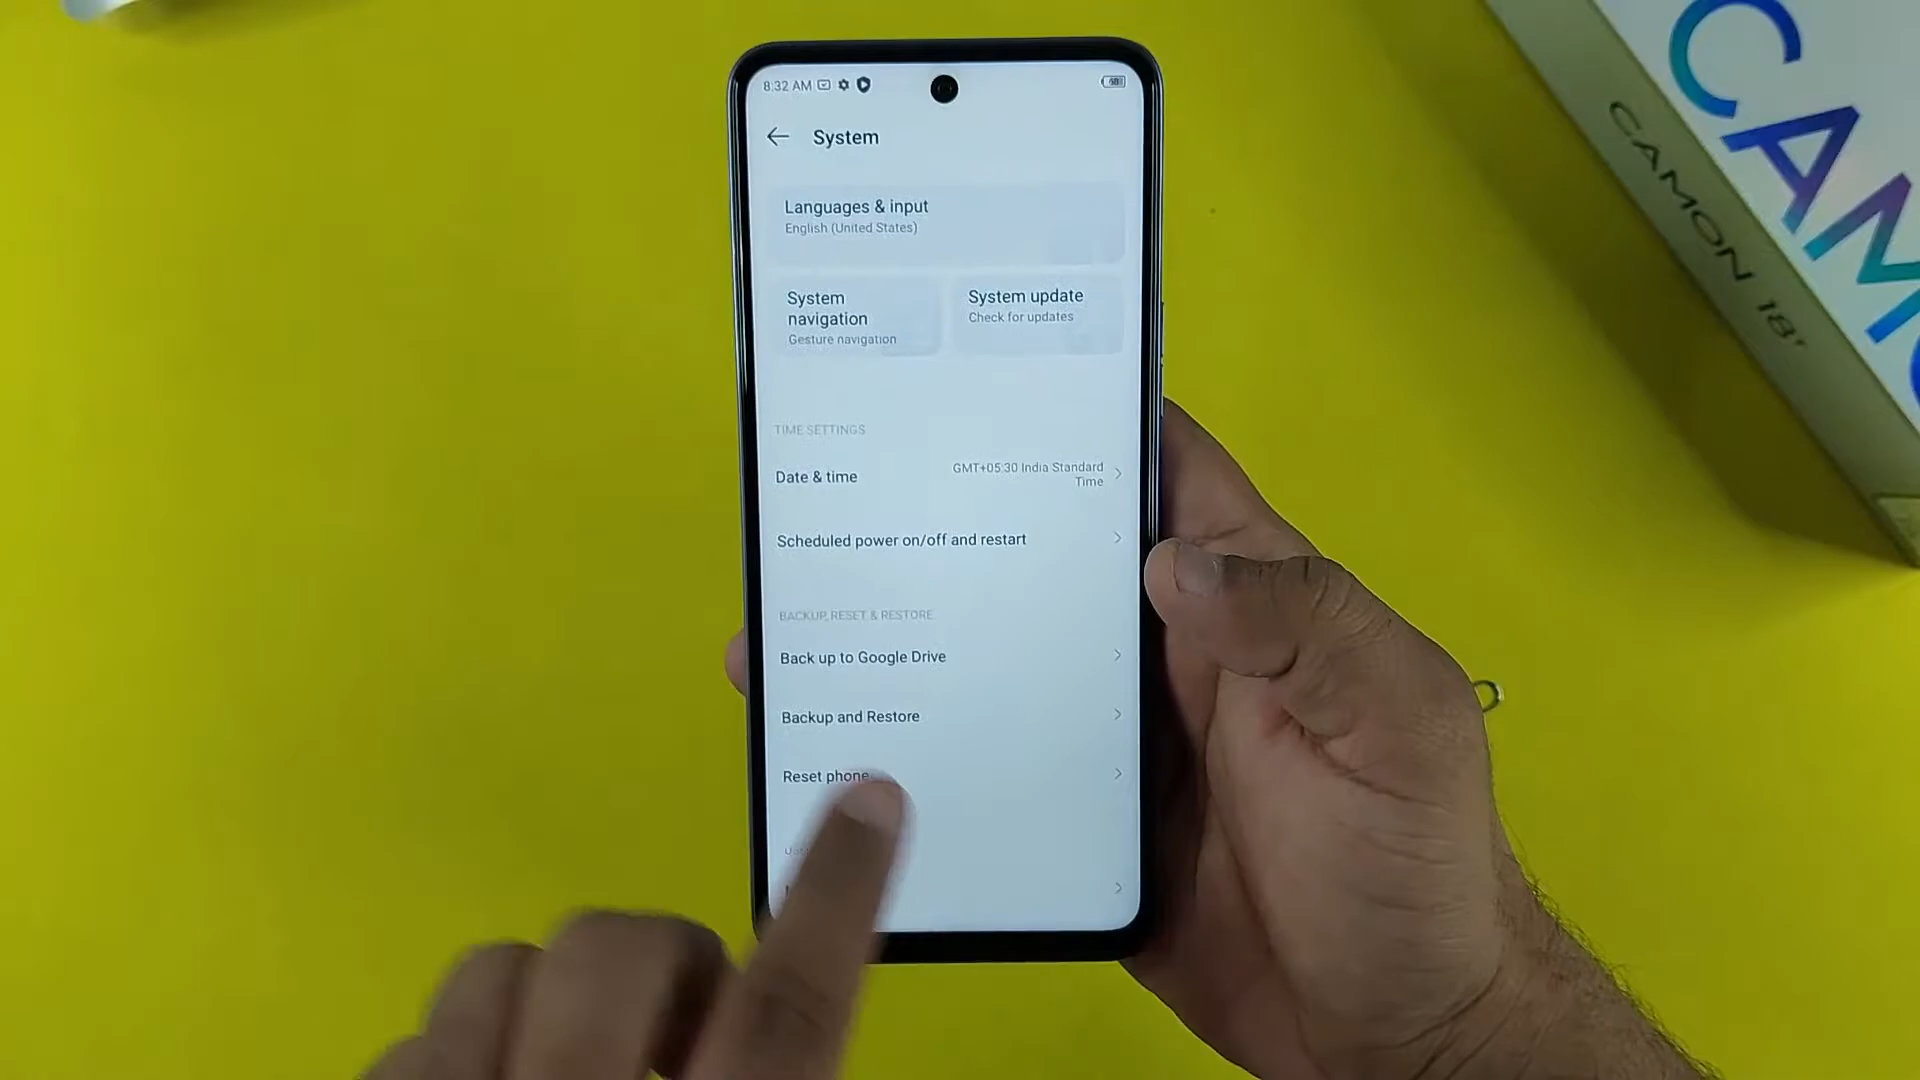 8:32 AM
System
Languages & input
English (United States)
System
navigation
Gesture navigation
System update
Check for updates
TIME SETTINGS
Date & time
GMT+05:30 India Standard
Time
Scheduled power on/off and restart
BACKUP, RESET & RESTORE
Back up to Google Drive
Backup and Restore
Reset phone
CAMON 18